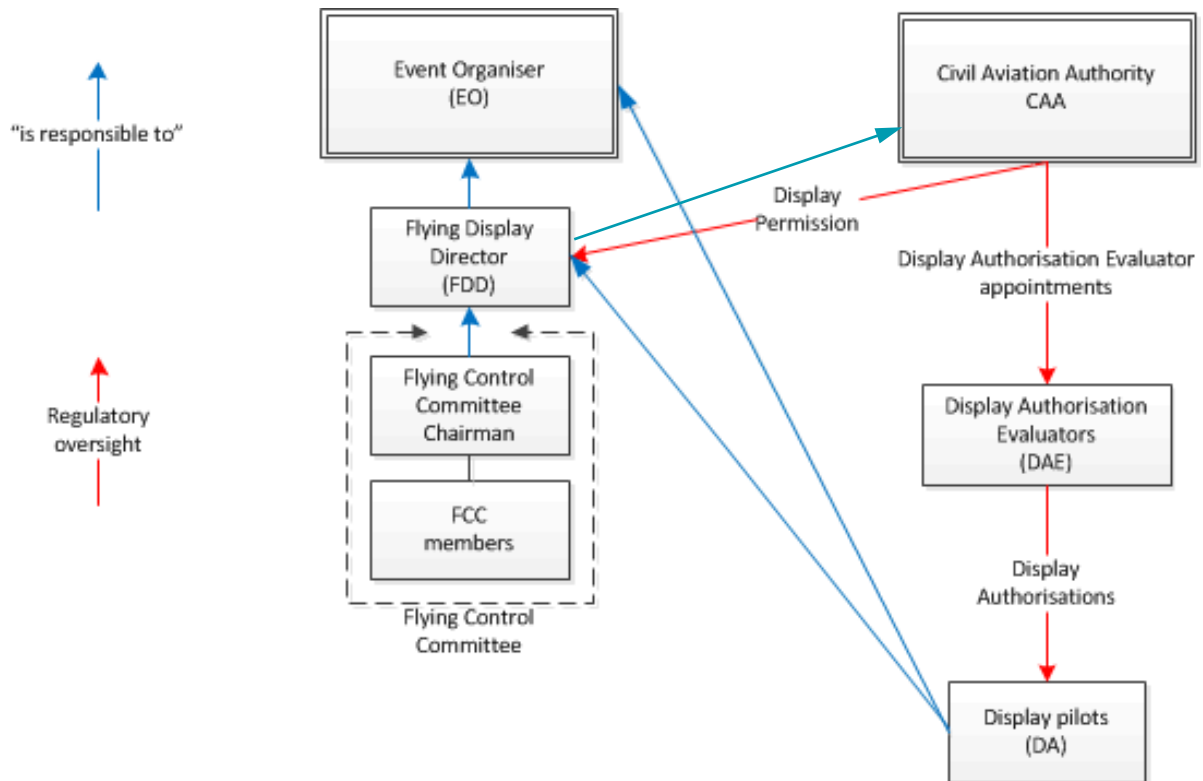 Event Organiser
(EO)
Civil Aviation Authority
CAA
“is responsible to”
Display
Permission
Flying Display
Director
(FDD)
Display Authorisation Evaluator
appointments
Regulatory
oversight
Flying Control
Committee
Chairman
Display Authorisation
Evaluators
(DAE)
FCC
members
Display
Authorisations
Flying Control
Committee
Display pilots
(DA)